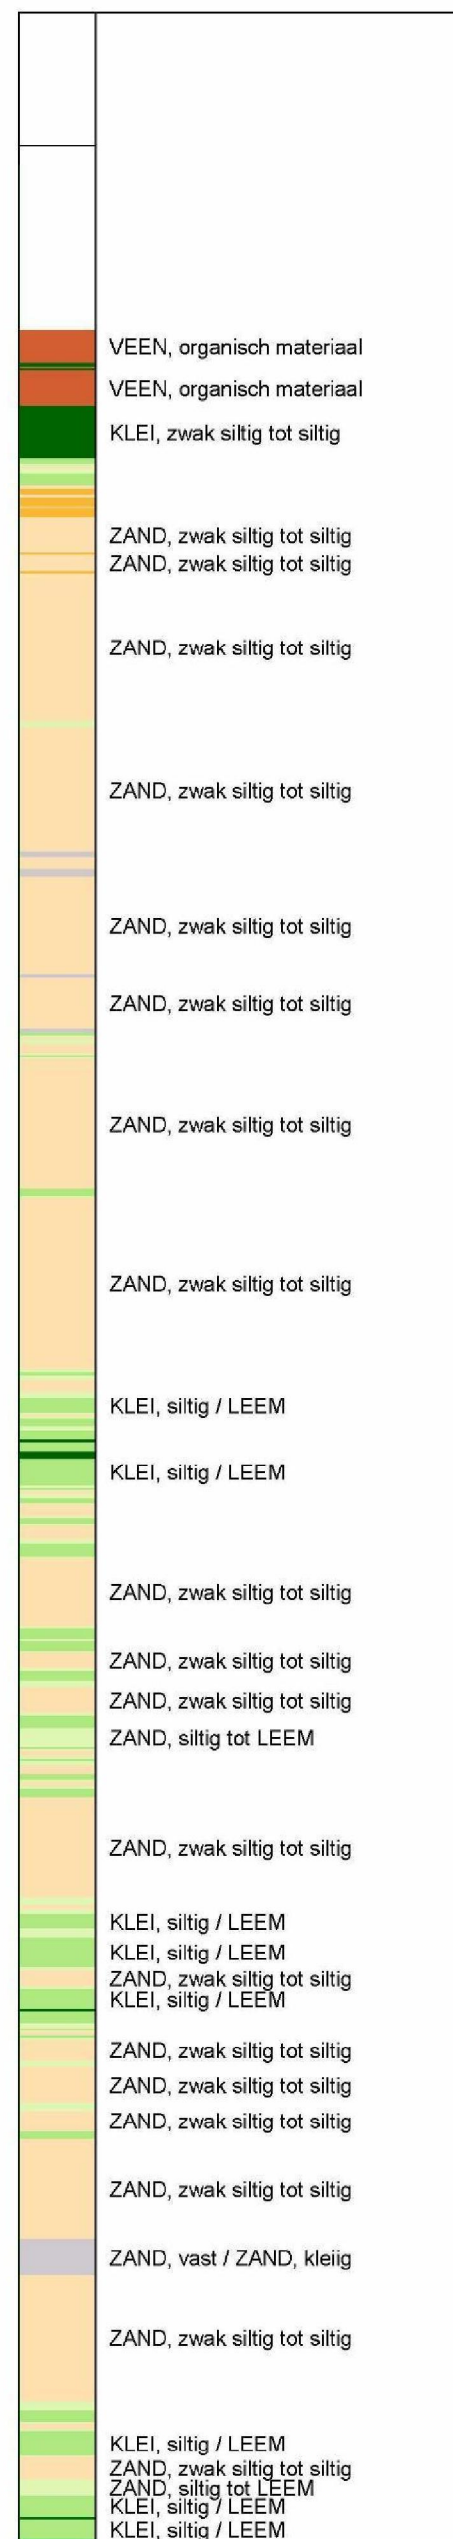 VEEN, organisch materiaal
VEEN, organisch materiaal
KLEI, zwak siltig tot siltig
ZAND, zwak siltig tot siltig
ZAND, zwak siltig tot siltig
ZAND, zwak siltig tot siltig
ZAND, zwak siltig tot siltig
ZAND, zwak siltig tot siltig
ZAND, zwak siltig tot siltig
ZAND, zwak siltig tot siltig
ZAND, zwak siltig tot siltig
KLEI, siltig / LEEM
KLEI, siltig / LEEM
ZAND, zwak siltig tot siltig
ZAND, zwak siltig tot siltig
ZAND, zwak siltig tot siltig
ZAND, siltig tot LEEM
ZAND, zwak siltig tot siltig
KLEI, siltig / LEEM
KLEI, siltig / LEEM
ZAND, zwak siltig tot siltig
KLEI, siltig / LEEM
ZAND, zwak siltig tot siltig
ZAND, zwak siltig tot siltig
ZAND, zwak siltig tot siltig
ZAND, zwak siltig tot siltig
ZAND, vast / ZAND, kleiig
ZAND, zwak siltig tot siltig
KLEI, siltig / LEEM
ZAND, zwak siltig tot siltig
ZAND, siltig tot LEEM
KLEI, siltig / LEEM
KLEI, siltig / LEEM